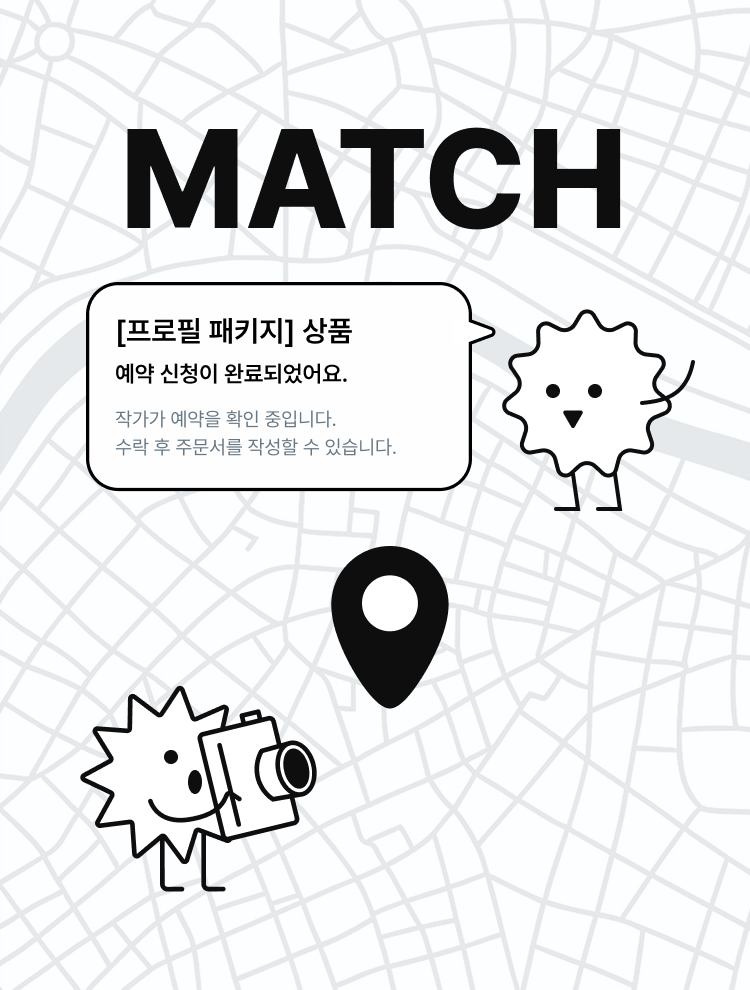 MATCH
[프로필 패키지] 상품
예약 신청이 완료되었어요.
작가가 예약을 확인 중입니다.
수락 후 주문서를 작성할 수 있습니다.